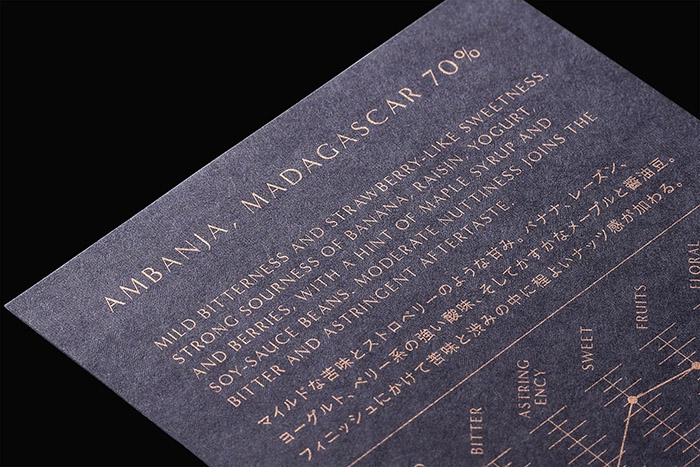 AMBANJA, MADAGASCAR 70%
MILD BITTERNESS AND STRAWBERRY-LIKE SWEETNESS.
STRONG SOURNESS OF BANANA, RAISIN, YOGURT,
AND BERRIES, WITH A HINT OF MAPLE SYRUP AND
SOY-SAUCE BEANS. MODERATE NUTTINESS JOINS THE
BITTER AND ASTRINGENT AFTERTASTE.
マイルドな苦味とストロベリーのような甘み。バナナ、レーズン、
ヨーグルト、ベリー系の強い酸味、そしてかすかなメープルと醤油豆。
フィニッシュにかけて苦味と渋みの中に程よいナッツ感が加わる。
BITTER
ASTRING
ENCY
SWEET
FRUITS
FLORAL